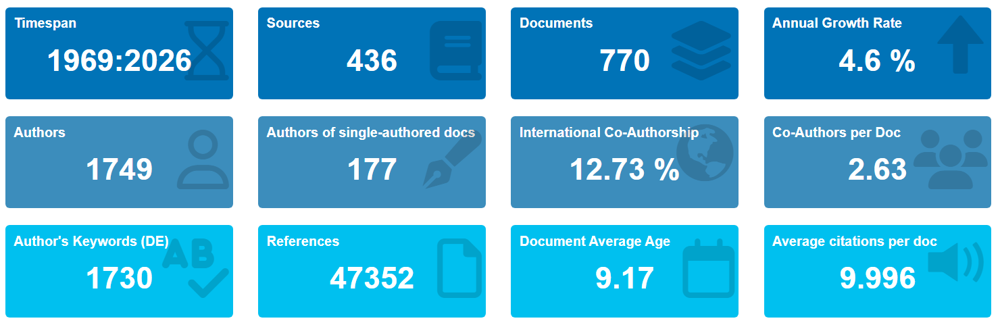 Timespan
1969:2026
Sources
436
Documents
770
Annual Growth Rate
4.6 %
Authors
1749
Authors of single-authored docs
177
International Co-Authorship
12.73 %
Co-Authors per Doc
2.63
Author's Keywords (DE)
1730
AB
References
47352
Document Average Age
9.17
Average citations per doc
9.996